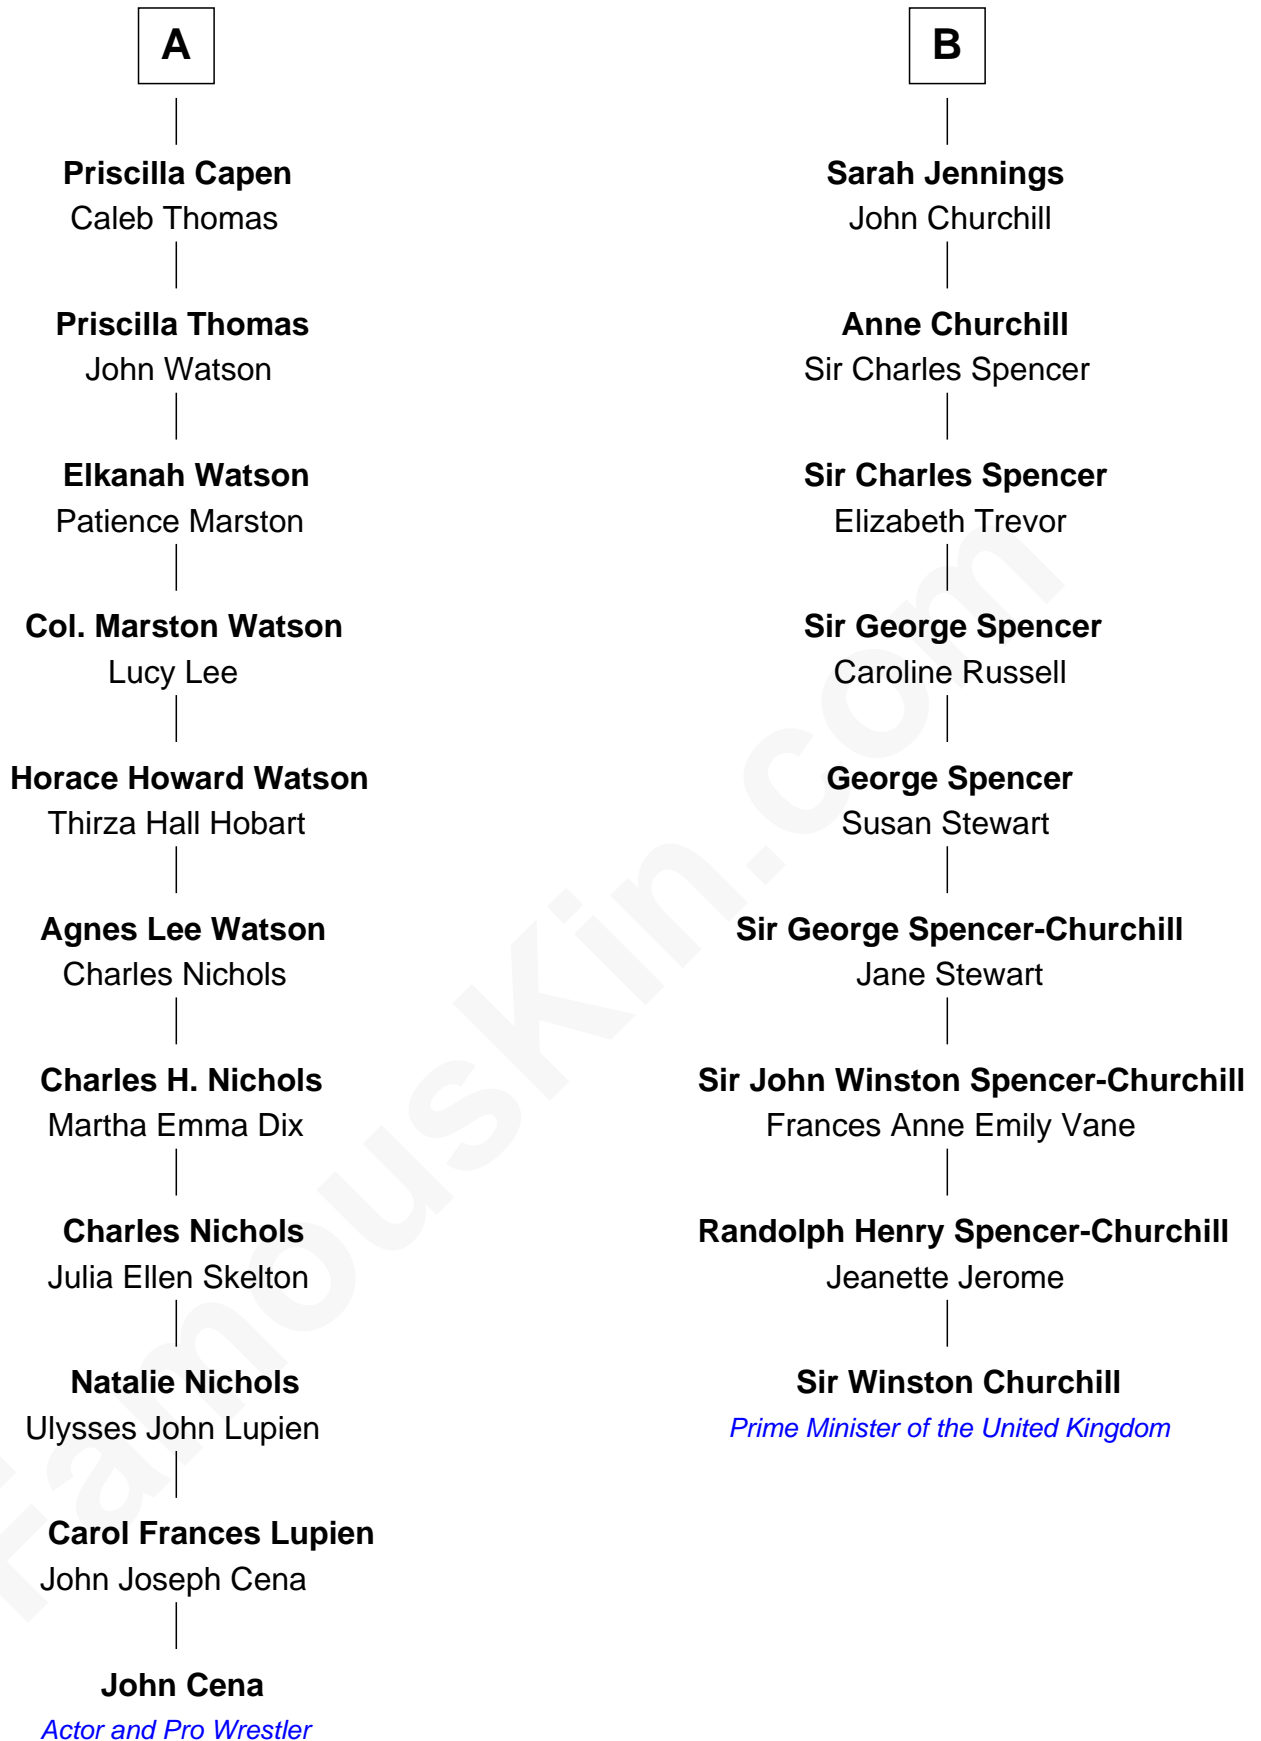 A
Priscilla Capen
Caleb Thomas
Priscilla Thomas
John Watson
Elkanah Watson
Patience Marston
Col. Marston Watson
Lucy Lee
Horace Howard Watson
Thirza Hall Hobart
Agnes Lee Watson
Charles Nichols
Charles H. Nichols
Martha Emma Dix
Charles Nichols
Julia Ellen Skelton
Natalie Nichols
Ulysses John Lupien
Carol Frances Lupien
John Joseph Cena
John Cena
Actor and Pro Wrestler
B
Sarah Jennings
John Churchill
Anne Churchill
Sir Charles Spencer
Sir Charles Spencer
Elizabeth Trevor
Sir George Spencer
Caroline Russell
George Spencer
Susan Stewart
Sir George Spencer-Churchill
Jane Stewart
Sir John Winston Spencer-Churchill
Frances Anne Emily Vane
Randolph Henry Spencer-Churchill
Jeanette Jerome
Sir Winston Churchill
Prime Minister of the United Kingdom
FamousKin.com